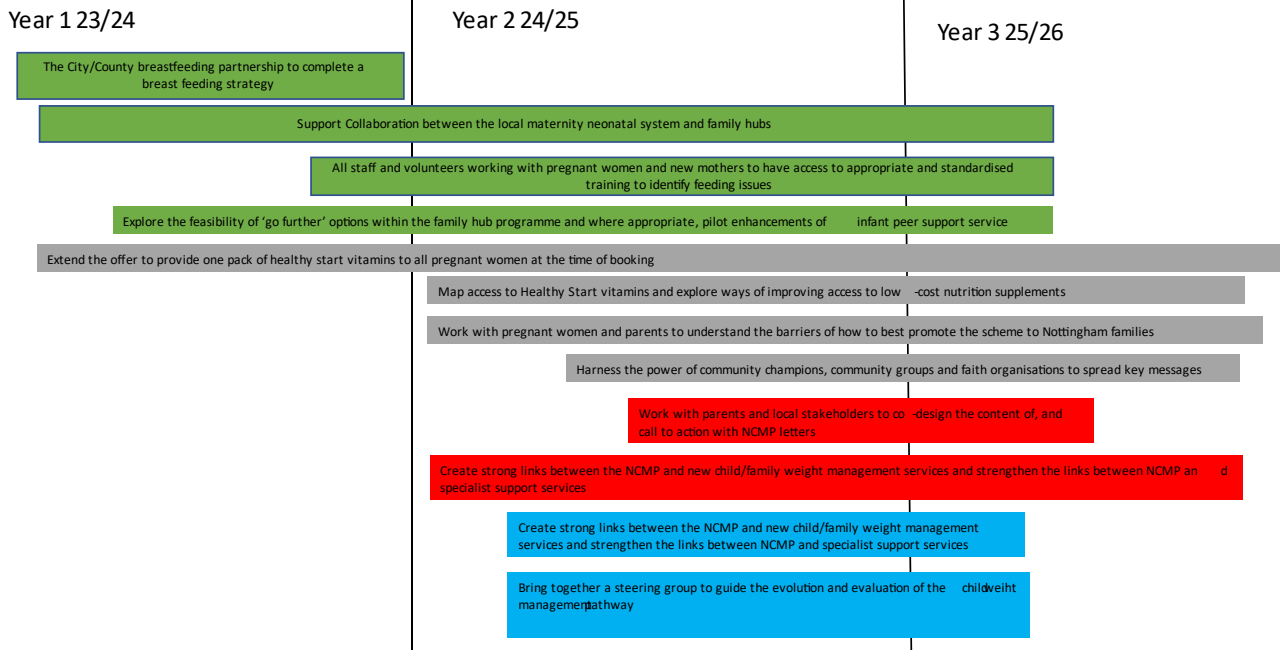 Year 1 23/24
Year 2 24/25
Year 3 25/26
The City/County breastfeeding partnership to complete a
breast feeding strategy
Support Collaboration between the local maternity neonatal system and family hubs
All staff and volunteers working with pregnant women and new mothers to have access to appropriate and standardised
training to identify feeding issues
Explore the feasibility of ‘go further’ options within the family hub programme and where appropriate, pilot enhancements of infant peer support service
Extend the offer to provide one pack of healthy start vitamins to all pregnant women at the time of booking
Map access to Healthy Start vitamins and explore ways of improving access to low -cost nutrition supplements
Work with pregnant women and parents to understand the barriers of how to best promote the scheme to Nottingham families
Harness the power of community champions, community groups and faith organisations to spread key messages
Work with parents and local stakeholders to co -design the content of, and
call to action with NCMP letters
Create strong links between the NCMP and new child/family weight management services and strengthen the links between NCMP an d
specialist support services
Create strong links between the NCMP and new child/family weight management
services and strengthen the links between NCMP and specialist support services
Bring together a steering group to guide the evolution and evaluation of the child weiht
management pathway